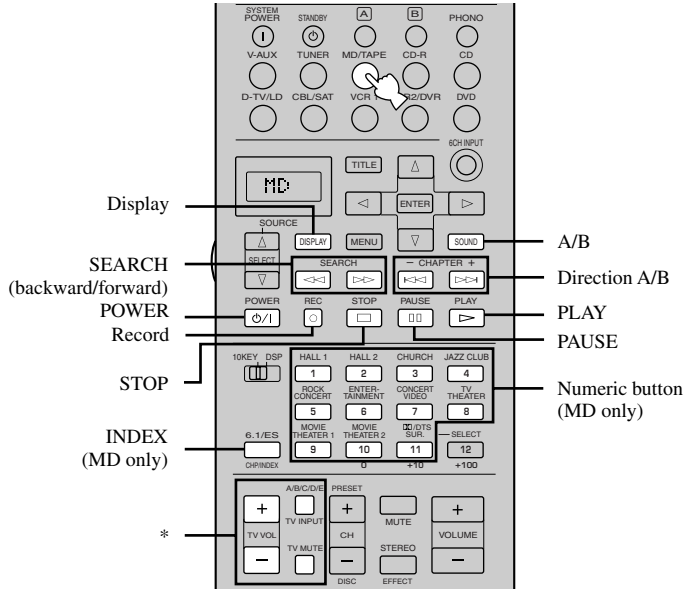 SYSTEM POWER
STANDBY
A
B
PHONO
V-AUX
TUNER
MD/TAPE
CD-R
CD
D-TV/LD
CBL/SAT
VCR 1
R2/DVR
DVD
6CH INPUT
MD
TITLE
ENTER
SOURCE
SELECT
DISPLAY
MENU
SOUND
SEARCH
– CHAPTER +
POWER
REC
STOP
PAUSE
PLAY
10KEY
DSP
HALL 1
HALL 2
CHURCH
JAZZ CLUB
1
2
3
4
ROCK CONCERT
ENTER-TAINMENT
CONCERT VIDEO
TV THEATER
5
6
7
8
MOVIE THEATER 1
MOVIE THEATER 2
/DTS SUR.
SELECT
6.1/ES
9
10
11
12
CHP/INDEX
0
+10
+100
A/B/C/D/E
PRESET
+
+
+
TV INPUT
MUTE
TV VOL
CH
VOLUME
TV MUTE
STEREO
–
–
–
DISC
EFFECT
Display
SEARCH
(backward/forward)
POWER
Record
STOP
INDEX
(MD only)
*
A/B
Direction A/B
PLAY
PAUSE
Numeric button
(MD only)